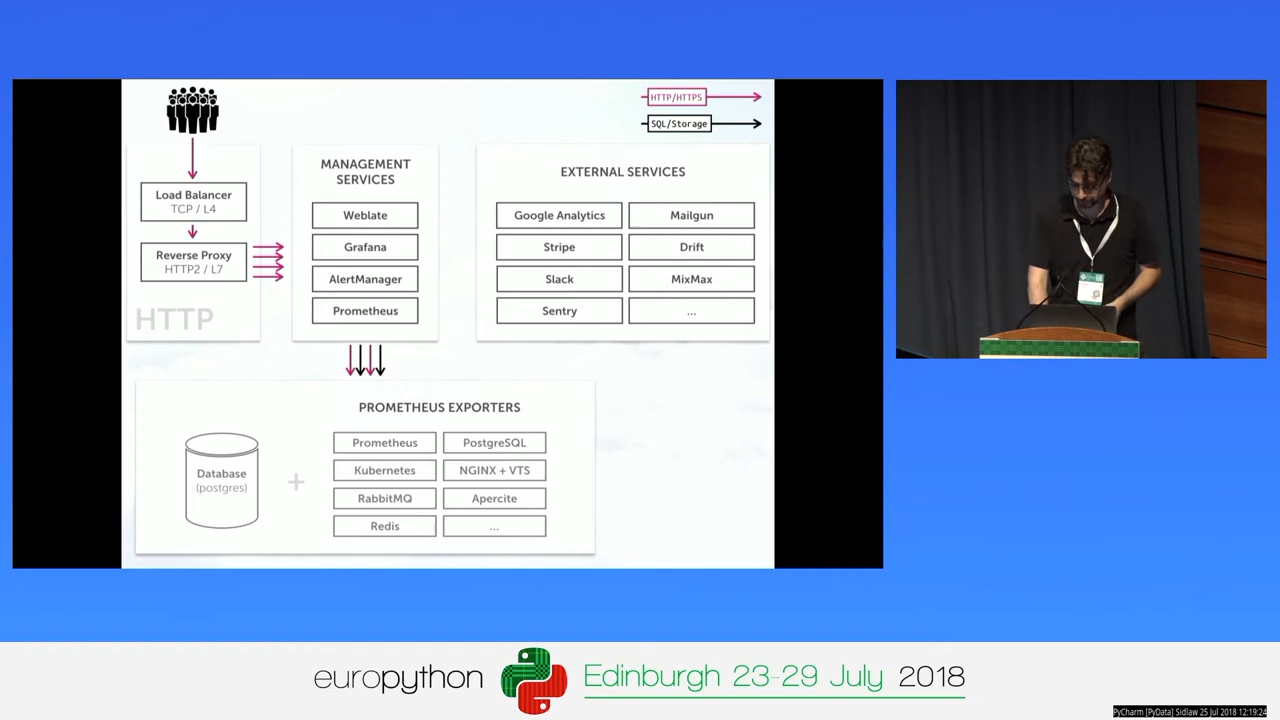 HTTP/HTTPS
SQL/Storage
Load Balancer
TCP / L4
Reverse Proxy
HTTP2 / L7
HTTP
MANAGEMENT
SERVICES
Weblate
Grafana
AlertManager
Prometheus
EXTERNAL SERVICES
Google Analytics
Mailgun
Stripe
Drift
Slack
MixMax
Sentry
...
PROMETHEUS EXPORTERS
Database
(postgres)
+
Prometheus
PostgreSQL
Kubernetes
NGINX + VTS
RabbitMQ
Apercite
Redis
...
europython
Edinburgh 23-29 July 2018
PyCharm [PyData] Sidlaw 25 Jul 2018 12:19:24